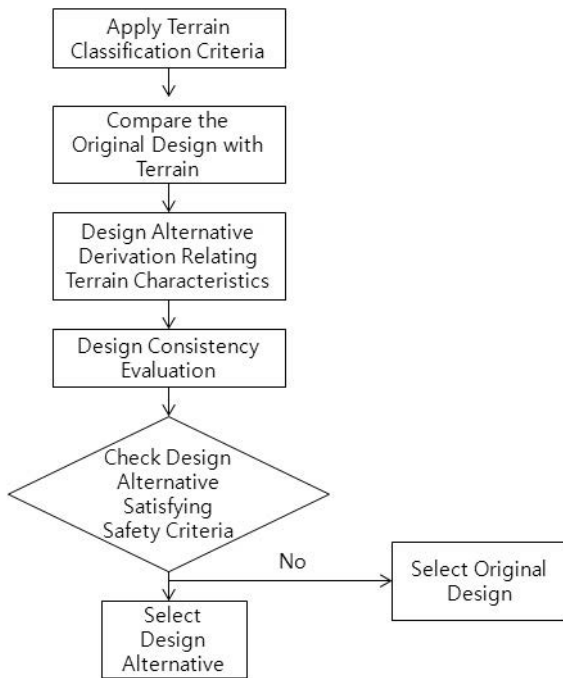 Apply Terrain
Classification Criteria
Compare the
Original Design with
Terrain
Design Alternative
Derivation Relating
Terrain Characteristics
Design Consistency
Evaluation
Check Design
Alternative
Satisfying
Safety Criteria
No
Select Original
Design
Select
Design
Alternative